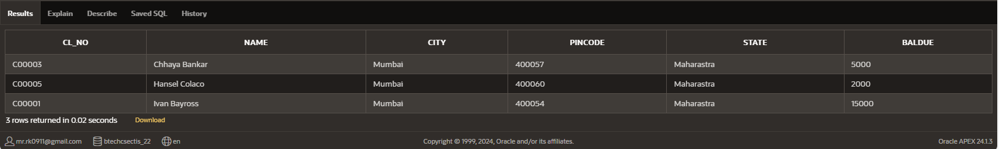 Results Explain Describe Saved SQL History
CL_NO NAME CITY PINCODE STATE BALDUE
C00003 Chhaya Bankar Mumbai 400057 Maharastra 5000
C00005 Hansel Colaco Mumbai 400060 Maharastra 2000
C00001 Ivan Bayross Mumbai 400054 Maharastra 15000
3 rows returned in 0.02 seconds Download
mr.rk0911@gmail.com btechcsectis_22 en Copyright © 1999, 2024, Oracle and/or its affiliates. Oracle APEX 24.1.3